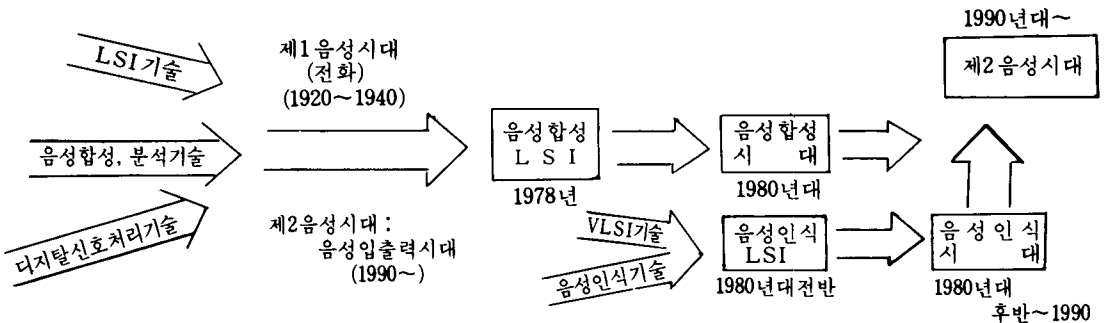 LSI기술
음성합성, 분석기술
디지탈신호처리기술
제1음성시대
(전화)
(1920～1940)
제2음성시대 :
음성입출력시대
(1990～)
음성합성
L S I
1978년
VLSI기술
음성인식기술
음성합성
시 대
1980년대
음성인식
LSI
1980년대전반
1990년대～
제2음성시대
음성인식
시 대
1980년대
후반～1990